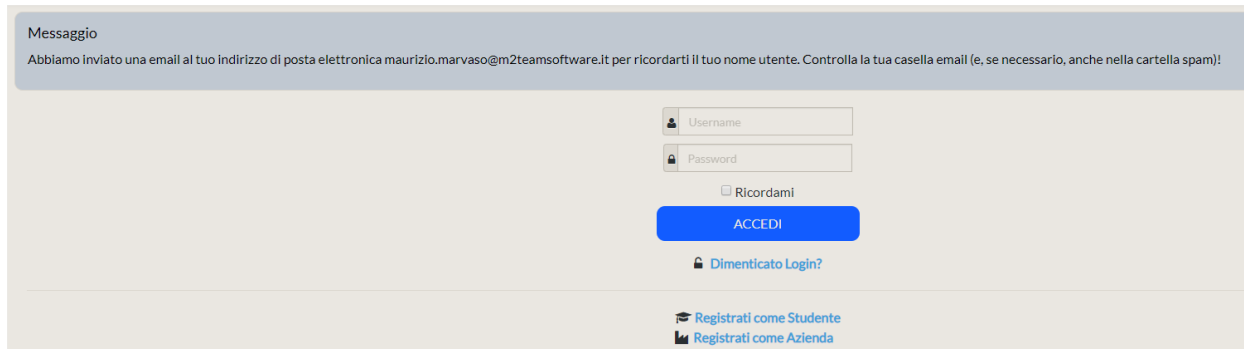 Messaggio
Abbiamo inviato una email al tuo indirizzo di posta elettronica maurizio.marvaso@m2teamsoftware.it per ricordarti il tuo nome utente. Controlla la tua casella email (e, se necessario, anche nella cartella spam)!
Username
Password
Ricordami
ACCEDI
Dimenticato Login?
Registrati come Studente
Registrati come Azienda